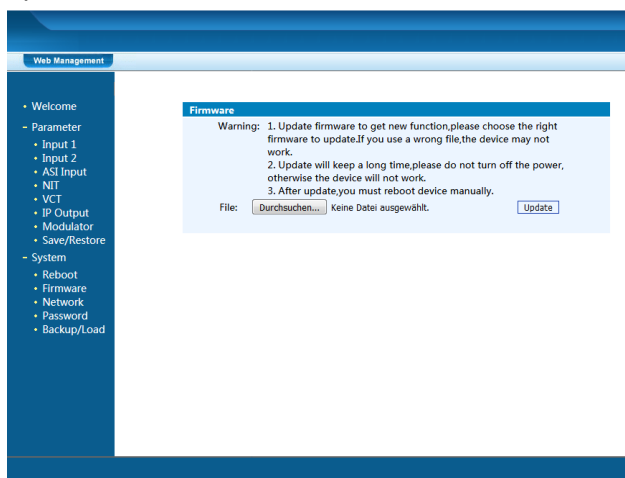 Web Management
• Welcome
- Parameter
• Input 1
• Input 2
• ASI Input
• NIT
• VCT
• IP Output
• Modulator
• Save/Restore
- System
• Reboot
• Firmware
• Network
• Password
• Backup/Load
Firmware
Warning: 1. Update firmware to get new function,please choose the right
firmware to update.If you use a wrong file,the device may not
work.
2. Update will keep a long time,please do not turn off the power,
otherwise the device will not work.
3. After update,you must reboot device manually.
File: Durchsuchen... Keine Datei ausgewählt. Update